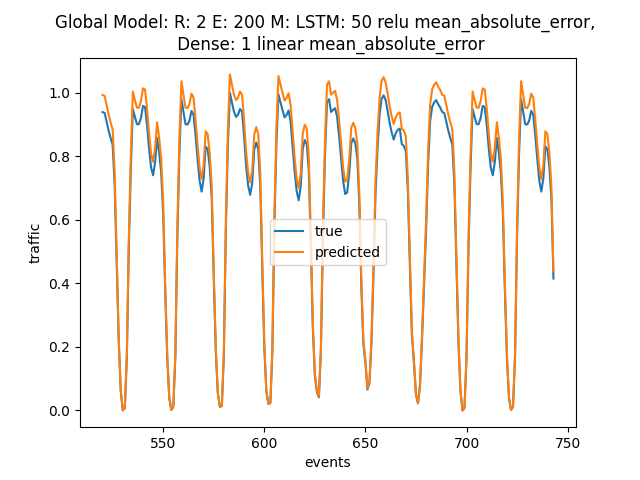 Global Model: R: 2 E: 200 M: LSTM: 50 relu mean_absolute_error,
Dense: 1 linear mean_absolute_error
1.0
0.8
0.6
0.4
0.2
0.0
traffic
true
predicted
550
600
650
700
750
events